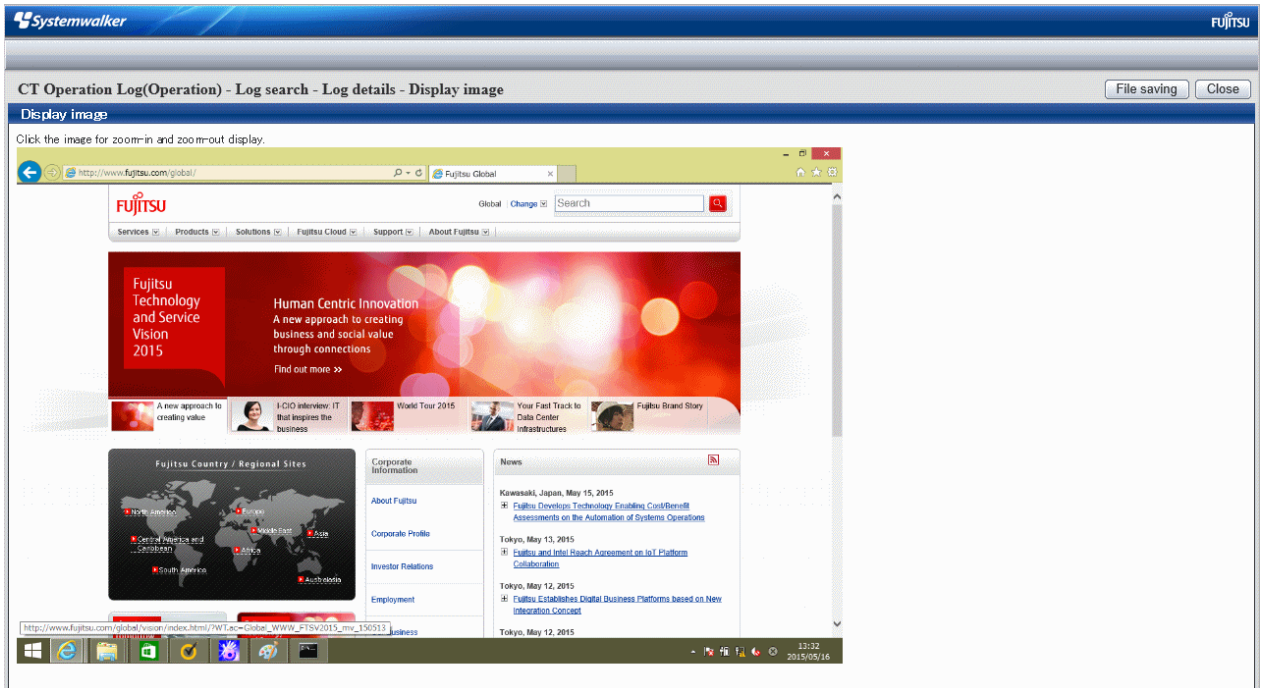 Systemwalker
FUJITSU
CT Operation Log(Operation) - Log search - Log details - Display image
File saving
Close
Display image
Click the image for zoom-in and zoom-out display.
http://www.fujitsu.com/global/
Fujitsu Global
FUJITSU
Global
Change
Search
Services
Products
Solutions
Fujitsu Cloud
Support
About Fujitsu
Fujitsu
Technology
and Service
Vision
2015
Human Centric Innovation
A new approach to creating
business and social value
through connections
Find out more >>
A new approach to
creating value
I-CIO interview: IT
that inspires the
business
World Tour 2015
Your Fast Track to
Data Center
Infrastructures
Fujitsu Brand Story
Fujitsu Country / Regional Sites
North America
Europe
Middle East
Asia
Central America and
Caribbean
Africa
South America
Australasia
Corporate
Information
About Fujitsu
Corporate Profile
Investor Relations
Employment
News
Kawasaki, Japan, May 15, 2015
Fujitsu Develops Technology Enabling Cost/Benefit
Assessments on the Automation of Systems Operations
Tokyo, May 13, 2015
Fujitsu and Intel Reach Agreement on IoT Platform
Collaboration
Tokyo, May 12, 2015
Fujitsu Establishes Digital Business Platforms based on New
Integration Concept
Tokyo, May 12, 2015
http://www.fujitsu.com/global/vision/index.html/?WT.ac=Global_WWW_FTSV2015_mv_150513
13:32
2015/05/16